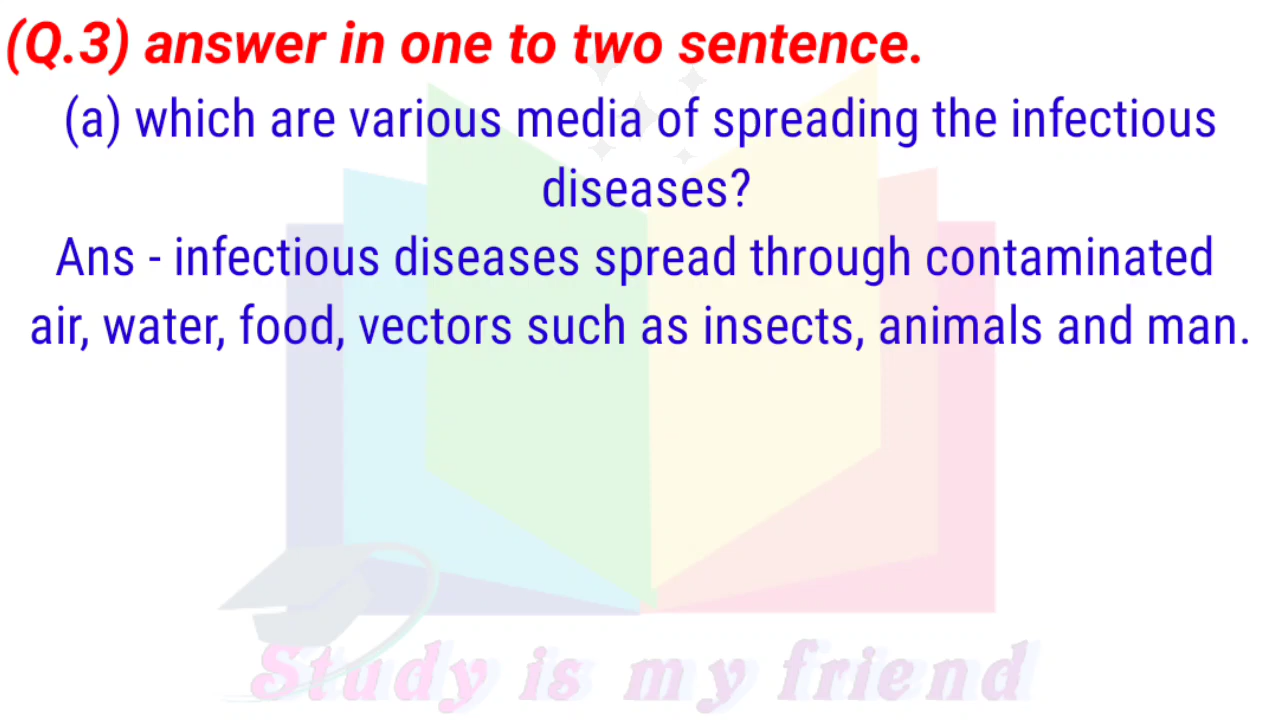 (Q.3) answer in one to two sentence.
(a) which are various media of spreading the infectious
diseases?
Ans - infectious diseases spread through contaminated
air, water, food, vectors such as insects, animals and man.
Study is my friend